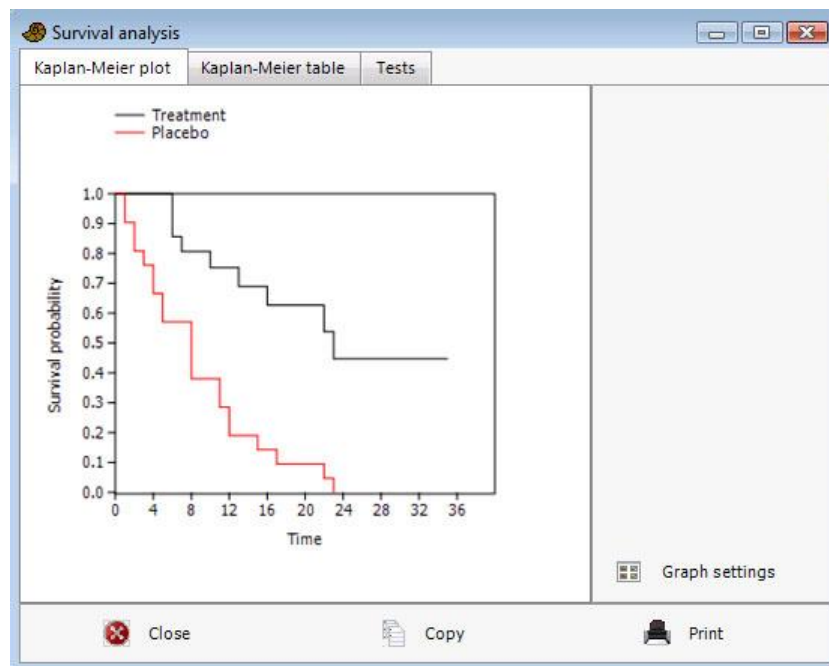 Survival analysis
Kaplan-Meier plot Kaplan-Meier table Tests
Treatment
Placebo
1.0
0.9
0.8
0.7
0.6
0.5
0.4
0.3
0.2
0.1
0.0
Survival probability
0 4 8 12 16 20 24 28 32 36
Time
Graph settings
Close Copy Print